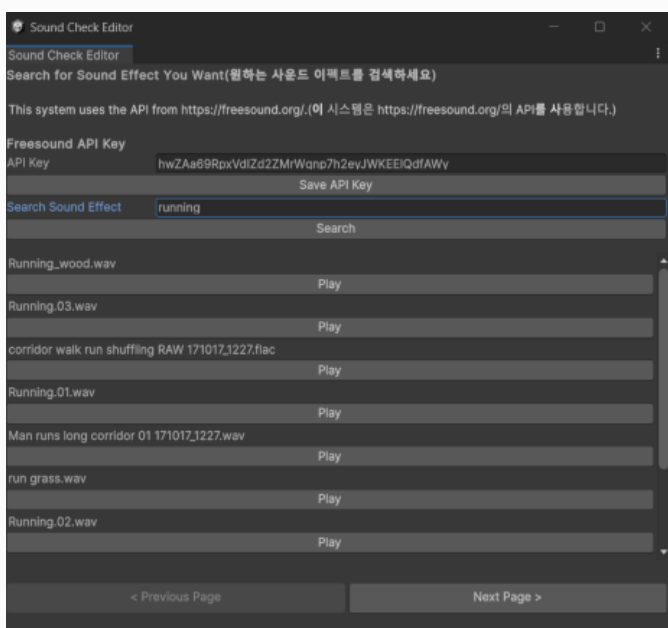 Sound Check Editor
Sound Check Editor
Search for Sound Effect You Want(원하는 사운드 이펙트를 검색하세요)
This system uses the API from https://freesound.org/.(이 시스템은 https://freesound.org/의 API를 사용합니다.)
Freesound API Key
API Key
Save API Key
Search Sound Effect running
Search
Running_wood.wav
Play
Running.03.wav
Play
corridor walk run shuffling RAW 171017_1227.flac
Play
Running.01.wav
Play
Man runs long corridor 01 171017_1227.wav
Play
run grass.wav
Play
Running.02.wav
Play
< Previous Page Next Page >